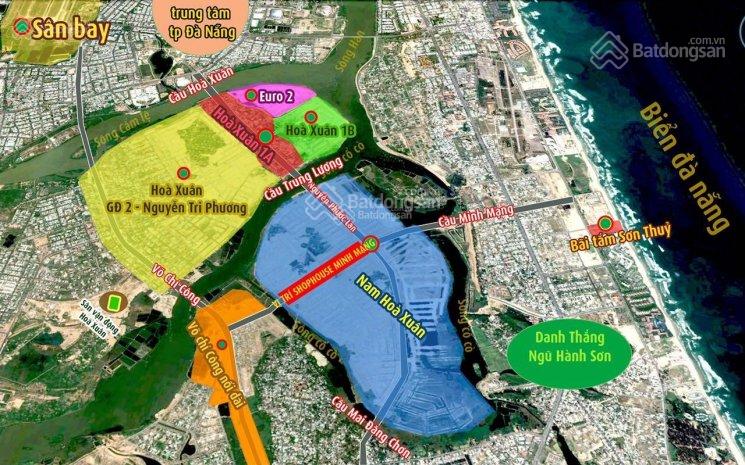 Sân bay
trung tâm
tp Đà Nẵng
.com.vn
Batdongsan
Sông Hàn
Cầu Hoà Xuân
Euro 2
Sông Cẩm lệ
Hoà Xuân 1A
Hoà Xuân 1B
Biển đà nẵng
Hoà Xuân
GĐ 2 - Nguyễn Tri Phương
Cầu Trung Lương
Nguyễn Phước Lan
Batdongsan
Cầu Minh Mạng
Bãi tắm Sơn Thuỷ
Võ Chí Công
VỊ TRÍ SHOPHOUSE MINH MẠNG
Nam Hoà Xuân
Sân vận động
Hoà Xuân
Sông cổ cò
Sông cổ cò
Võ chí Công nối dài
Danh Thắng
Ngũ Hành Sơn
Cầu Mai Đăng Chơn